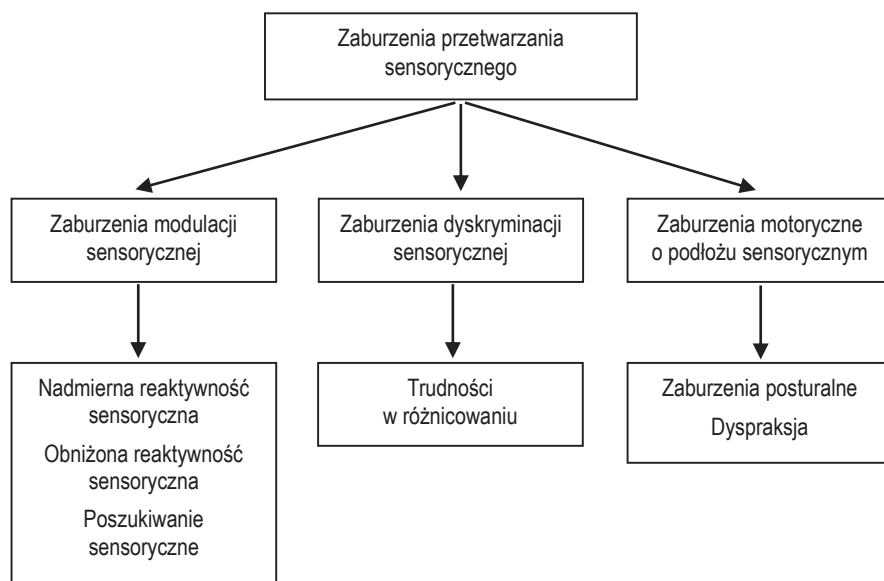 Zaburzenia przetwarzania
sensorycznego
Zaburzenia modulacji
sensorycznej
Zaburzenia dyskryminacji
sensorycznej
Zaburzenia motoryczne
o podłożu sensorycznym
Nadmierna reaktywność
sensoryczna
Obniżona reaktywność
sensoryczna
Poszukiwanie
sensoryczne
Trudności
w różnicowaniu
Zaburzenia posturalne
Dyspraksja